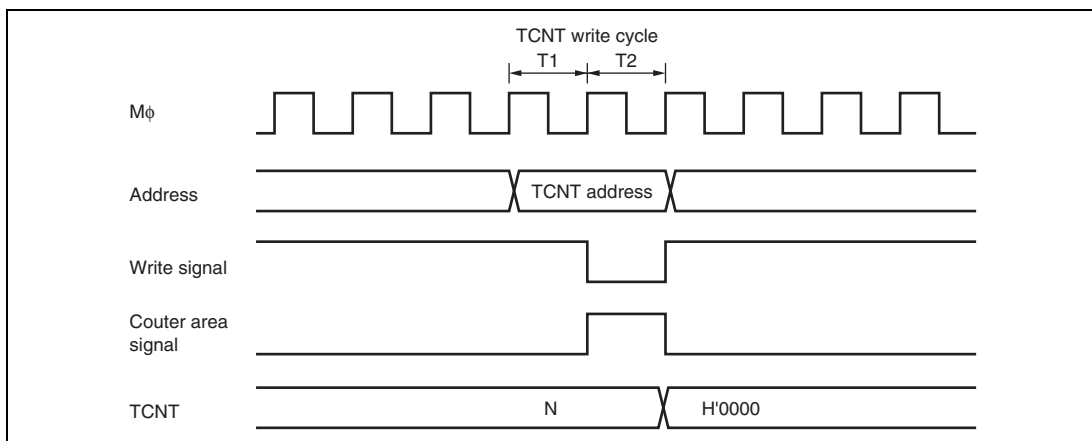 TCNT write cycle
T1 T2
Mφ
Address
TCNT address
Write signal
Couter area
signal
TCNT
N
H'0000